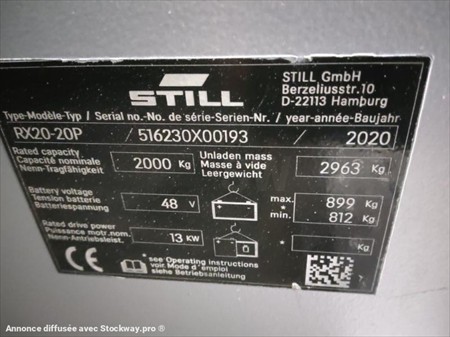 STILL
STILL GmbH
Berzeliusstr.10
D-22113 Hamburg
Type-Modèle-Typ / Serial no.-No. de série-Serien-Nr. / year-année-Baujahr
RX20-20P / 516230X00193 / 2020
Rated capacity
Capacité nominale
Nenn-Tragfähigkeit
2000 Kg
Unladen mass
Masse à vide
Leergewicht
2963 Kg
Battery voltage
Tension batterie
Batteriespannung
48 V
max. 899 Kg
*
min. 812 Kg
Rated drive power
Puissance motr.nom.
Nenn-Antriebsleist.
13 KW
* Kg
CE
*see Operating instructions
voir Mode d'emploi
siehe Betriebsanleitung
Annonce diffusée avec Stockway.pro ®